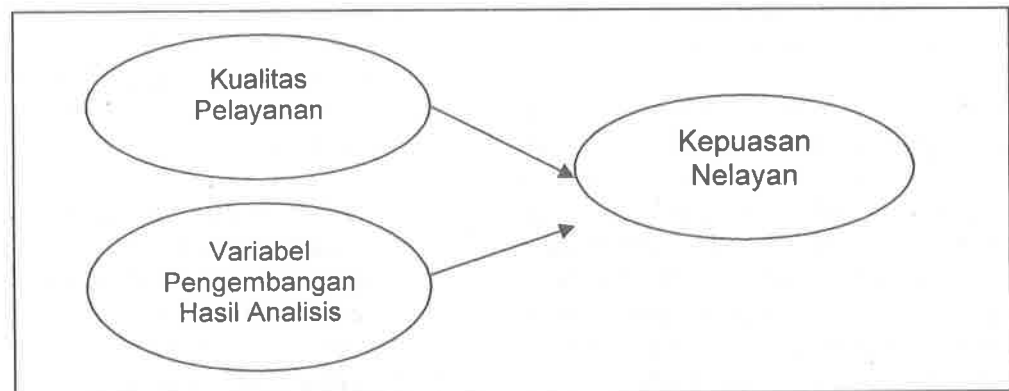 Kualitas
Pelayanan
Kepuasan
Nelayan
Variabel
Pengembangan
Hasil Analisis